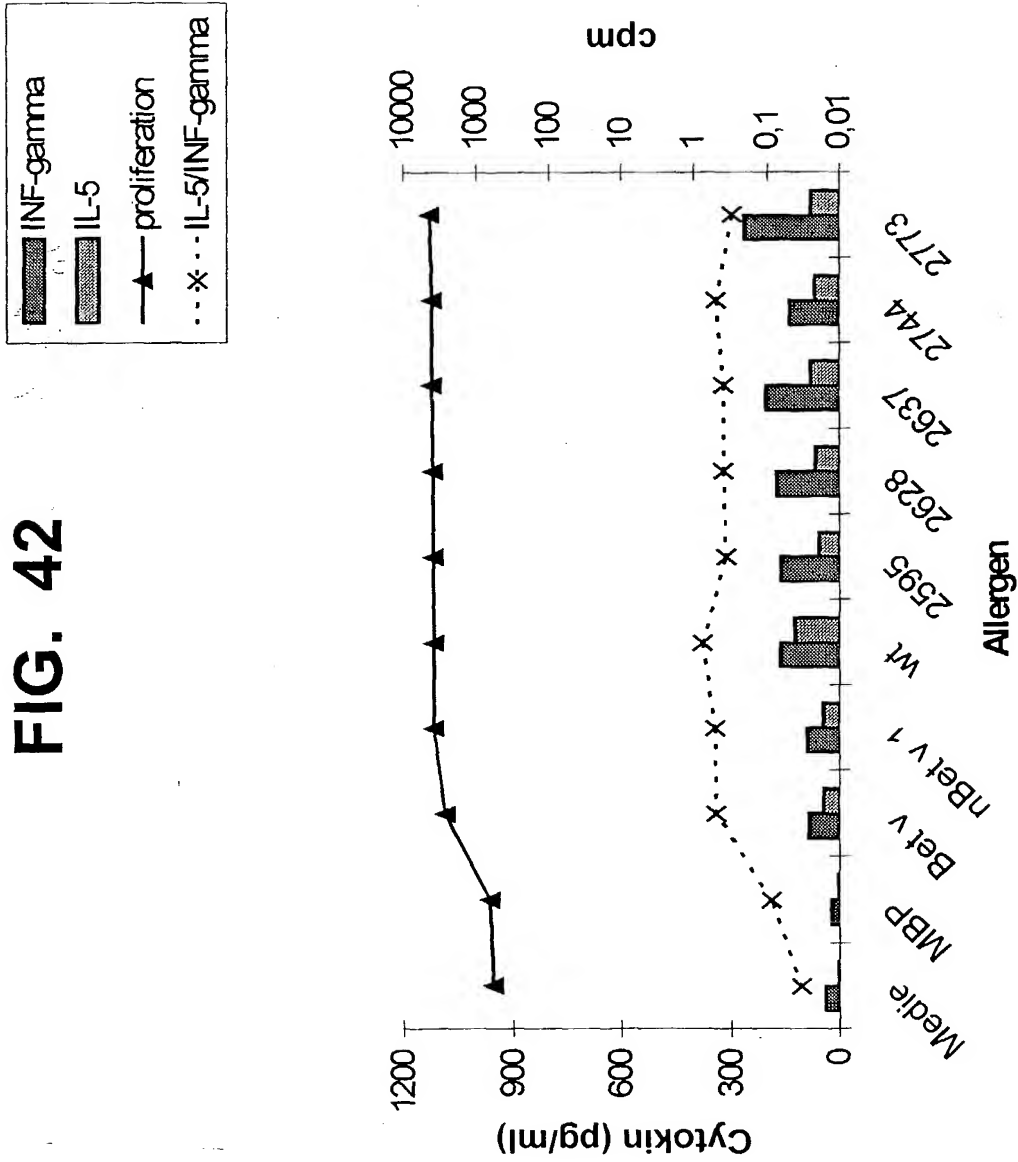 FIG. 42
INF-gamma
IL-5
proliferation
IL-5/INF-gamma
Cytokin (pg/ml)
1200
900
600
300
0
cpm
10000
1000
100
10
1
0,1
0,01
Medie
MBP
Bet v
nBet v 1
wt
2595
2628
2637
2744
2773
Allergen